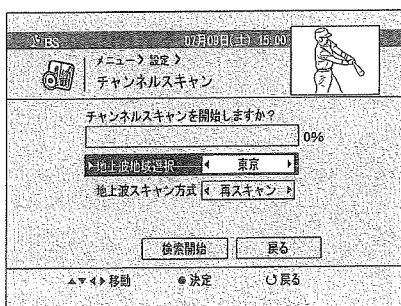 BS 07月09日(土) 15:00
メニュー > 設定 >
チャンネルスキャン
チャンネルスキャンを開始しますか？
0%
▶地上波地域選択 ◀ 東京 ▶
地上波スキャン方式 ◀ 再スキャン ▶
検索開始 戻る
▲▼◀▶移動 ◉決定 ↺戻る